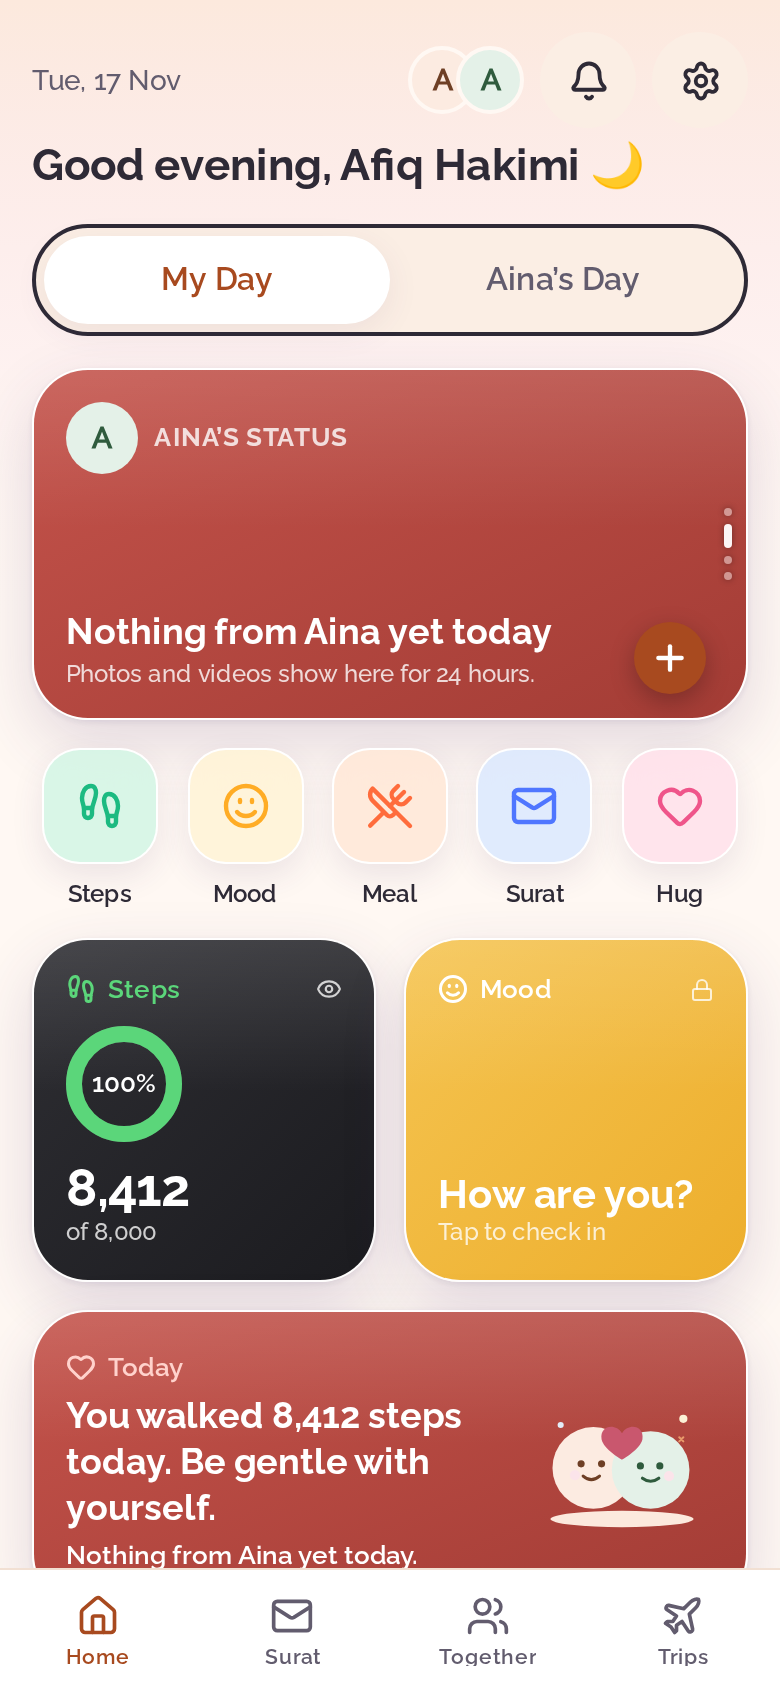 Tue, 17 Nov
A A
Good evening, Afiq Hakimi 🌙
My Day
Aina’s Day
A
AINA’S STATUS
Nothing from Aina yet today
Photos and videos show here for 24 hours.
Steps
Mood
Meal
Surat
Hug
Steps
100%
8,412
of 8,000
Mood
How are you?
Tap to check in
Today
You walked 8,412 steps
today. Be gentle with
yourself.
Nothing from Aina yet today.
Home
Surat
Together
Trips